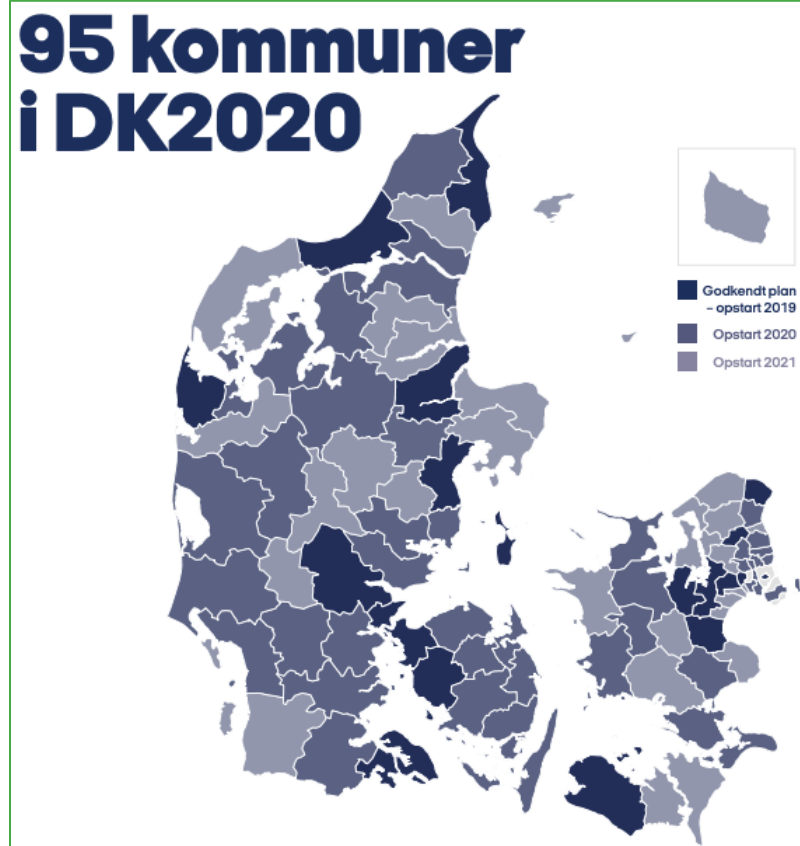 95 kommuner
i DK2020
Godkendt plan
– opstart 2019
Opstart 2020
Opstart 2021